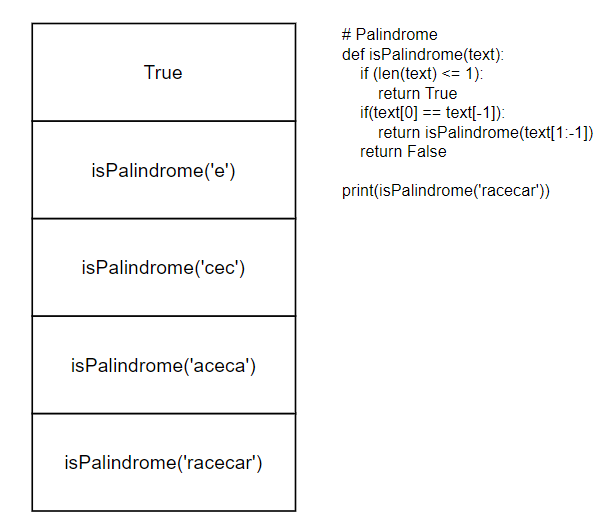 True
isPalindrome('e')
isPalindrome('cec')
isPalindrome('aceca')
isPalindrome('racecar')
# Palindrome
def isPalindrome(text):
    if (len(text) <= 1):
        return True
    if(text[0] == text[-1]):
        return isPalindrome(text[1:-1])
    return False
print(isPalindrome('racecar'))